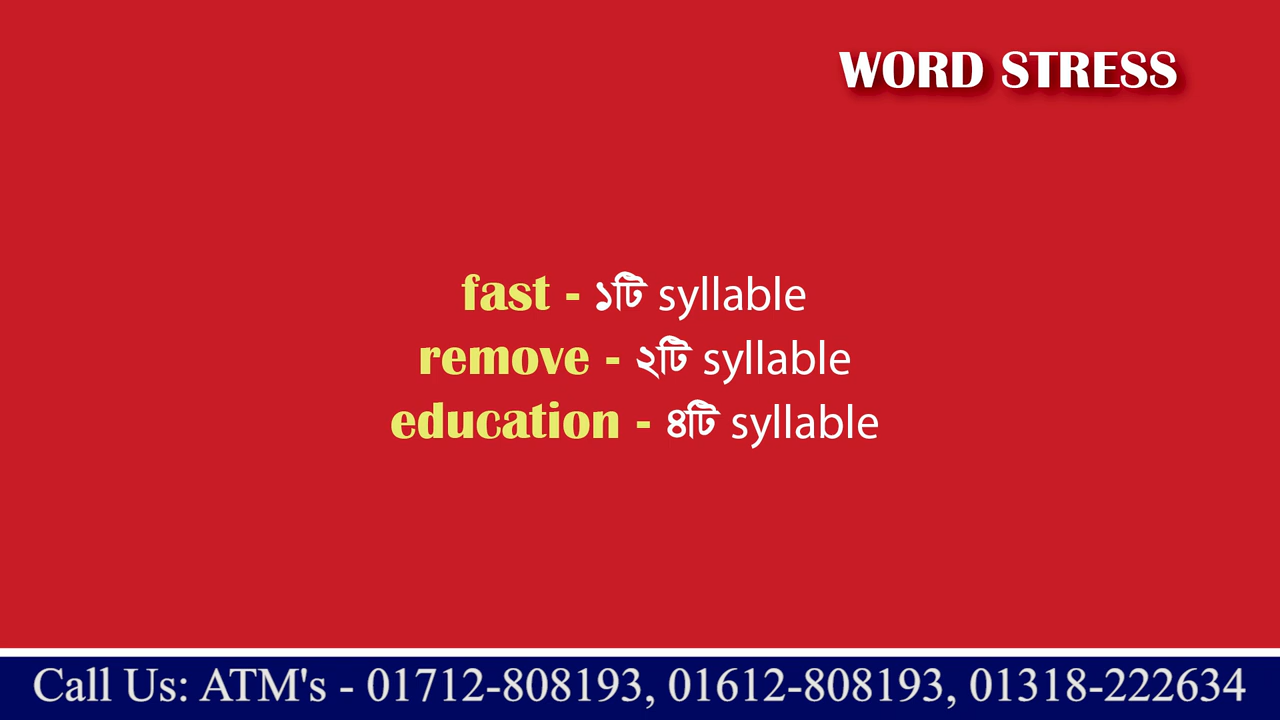 WORD STRESS
fast - ১টি syllable
remove - ২টি syllable
education - ৪টি syllable
Call Us: ATM's - 01712-808193, 01612-808193, 01318-222634